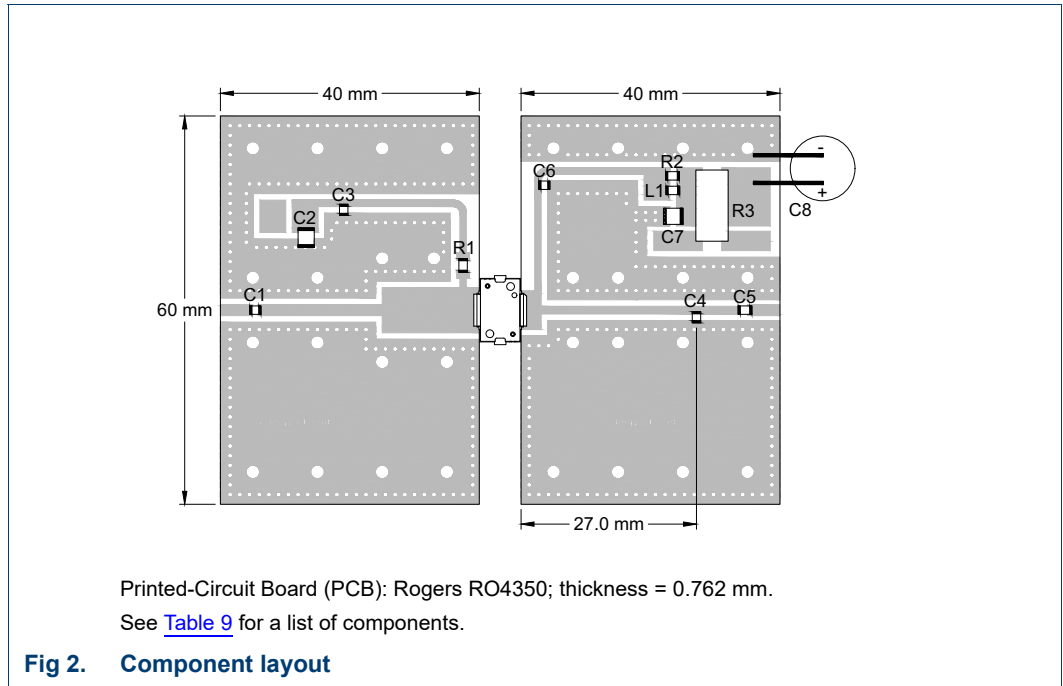 40 mm
40 mm
-
+
C8
C6
R2
L1
R3
C7
C3
C2
R1
60 mm
C1
C4
C5
27.0 mm
Printed-Circuit Board (PCB): Rogers RO4350; thickness = 0.762 mm.
See Table 9 for a list of components.
Fig 2. Component layout